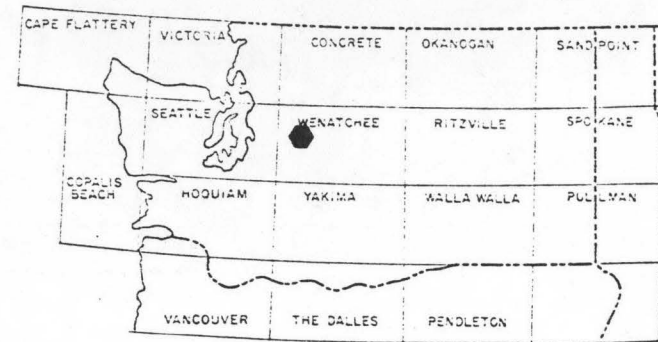 CAPE FLATTERY
VICTORIA
CONCRETE
OKANOGAN
SANDPOINT
SEATTLE
WENATCHEE
RITZVILLE
SPOKANE
COPALIS
BEACH
HOQUIAM
YAKIMA
WALLA WALLA
PULLMAN
VANCOUVER
THE DALLES
PENDLETON